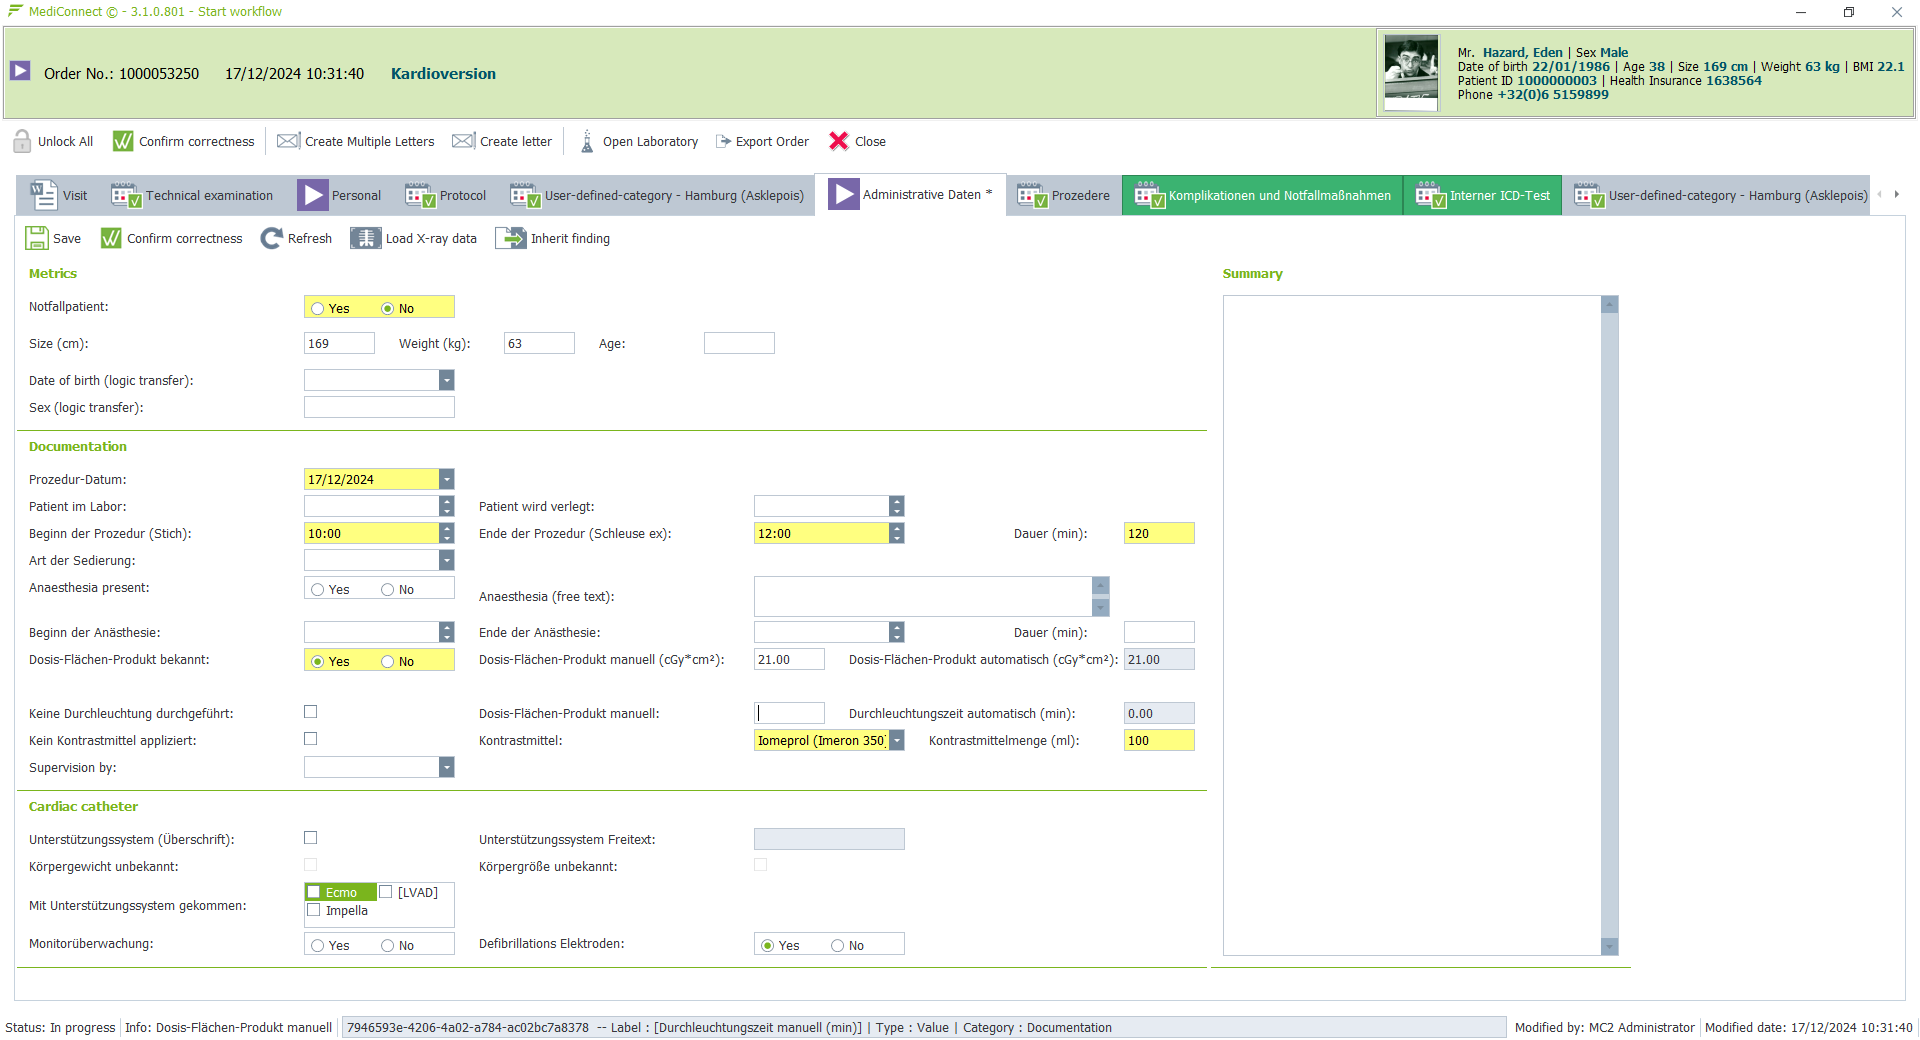 MediConnect © - 3.1.0.801 - Start workflow
Order No.: 1000053250 17/12/2024 10:31:40 Kardioversion
Mr. Hazard, Eden | Sex Male
Date of birth 22/01/1986 | Age 38 | Size 169 cm | Weight 63 kg | BMI 22.1
Patient ID 1000000003 | Health Insurance 1638564
Phone +32(0)6 5159899
Unlock All Confirm correctness Create Multiple Letters Create letter Open Laboratory Export Order Close
Visit Technical examination Personal Protocol User-defined-category - Hamburg (Asklepois) Administrative Daten * Prozedere Komplikationen und Notfallmaßnahmen Interner ICD-Test User-defined-category - Hamburg (Asklepois)
Save Confirm correctness Refresh Load X-ray data Inherit finding
Metrics Summary
Notfallpatient: Yes No
Size (cm): 169 Weight (kg): 63 Age:
Date of birth (logic transfer):
Sex (logic transfer):
Documentation
Prozedur-Datum: 17/12/2024
Patient im Labor: Patient wird verlegt:
Beginn der Prozedur (Stich): 10:00 Ende der Prozedur (Schleuse ex): 12:00 Dauer (min): 120
Art der Sedierung:
Anaesthesia present: Yes No Anaesthesia (free text):
Beginn der Anästhesie: Ende der Anästhesie: Dauer (min):
Dosis-Flächen-Produkt bekannt: Yes No Dosis-Flächen-Produkt manuell (cGy*cm²): 21.00 Dosis-Flächen-Produkt automatisch (cGy*cm²): 21.00
Keine Durchleuchtung durchgeführt: Dosis-Flächen-Produkt manuell: Durchleuchtungszeit automatisch (min): 0.00
Kein Kontrastmittel appliziert: Kontrastmittel: Iomeprol (Imeron 350) Kontrastmittelmenge (ml): 100
Supervision by:
Cardiac catheter
Unterstützungssystem (Überschrift): Unterstützungssystem Freitext:
Körpergewicht unbekannt: Körpergröße unbekannt:
Mit Unterstützungssystem gekommen: Ecmo [LVAD]
Impella
Monitorüberwachung: Yes No Defibrillations Elektroden: Yes No
Status: In progress Info: Dosis-Flächen-Produkt manuell 7946593e-4206-4a02-a784-ac02bc7a8378 -- Label : [Durchleuchtungszeit manuell (min)] | Type : Value | Category : Documentation Modified by: MC2 Administrator Modified date: 17/12/2024 10:31:40